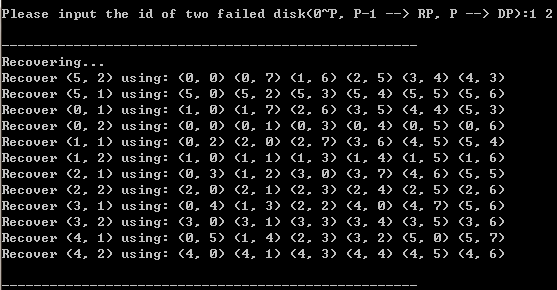 Please input the id of two failed disk(0~P, P-1 --> RP, P --> DP):1 2
----------------------------------------------------
Recovering...
Recover (5, 2) using: (0, 0) (0, 7) (1, 6) (2, 5) (3, 4) (4, 3)
Recover (5, 1) using: (5, 0) (5, 2) (5, 3) (5, 4) (5, 5) (5, 6)
Recover (0, 1) using: (1, 0) (1, 7) (2, 6) (3, 5) (4, 4) (5, 3)
Recover (0, 2) using: (0, 0) (0, 1) (0, 3) (0, 4) (0, 5) (0, 6)
Recover (1, 1) using: (0, 2) (2, 0) (2, 7) (3, 6) (4, 5) (5, 4)
Recover (1, 2) using: (1, 0) (1, 1) (1, 3) (1, 4) (1, 5) (1, 6)
Recover (2, 1) using: (0, 3) (1, 2) (3, 0) (3, 7) (4, 6) (5, 5)
Recover (2, 2) using: (2, 0) (2, 1) (2, 3) (2, 4) (2, 5) (2, 6)
Recover (3, 1) using: (0, 4) (1, 3) (2, 2) (4, 0) (4, 7) (5, 6)
Recover (3, 2) using: (3, 0) (3, 1) (3, 3) (3, 4) (3, 5) (3, 6)
Recover (4, 1) using: (0, 5) (1, 4) (2, 3) (3, 2) (5, 0) (5, 7)
Recover (4, 2) using: (4, 0) (4, 1) (4, 3) (4, 4) (4, 5) (4, 6)
----------------------------------------------------